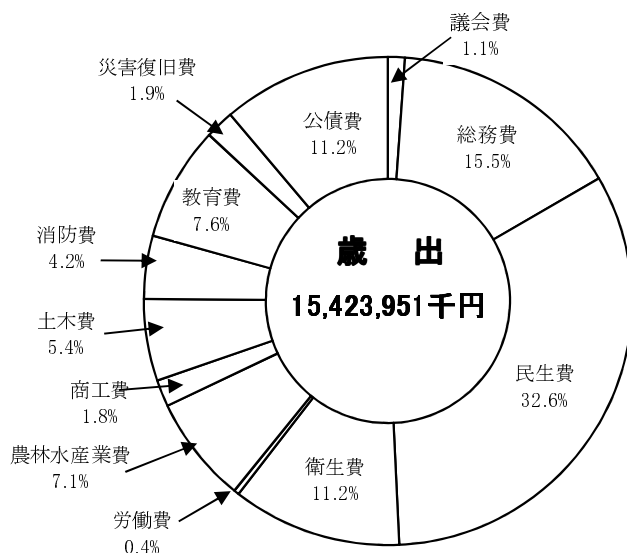 議会費
1.1%
総務費
15.5%
民生費
32.6%
衛生費
11.2%
労働費
0.4%
農林水産業費
7.1%
商工費
1.8%
土木費
5.4%
消防費
4.2%
教育費
7.6%
災害復旧費
1.9%
公債費
11.2%
歳 出
15,423,951千円